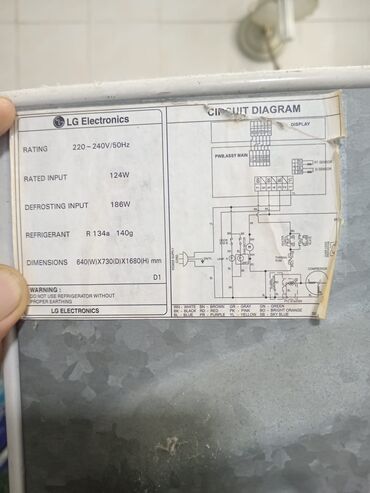 LG Electronics
RATING 220~240V/50Hz
RATED INPUT 124W
DEFROSTING INPUT 186W
REFRIGERANT R 134a 140g
DIMENSIONS 640(W)X730(D)X1680(H) mm
D1
WARNING :
DO NOT USE REFRIGERATOR WITHOUT
PROPER EARTHING
LG ELECTRONICS
CIRCUIT DIAGRAM
DISPLAY
PWB,ASSY MAIN
COMPRESSOR
WH - WHITE BN - BROWN GR - GRAY GN - GREEN
BK - BLACK RD - RED PK - PINK BO - BRIGHT ORANGE
BL - BLUE PR - PURPLE YL - YELLOW SB - SKY BLUE